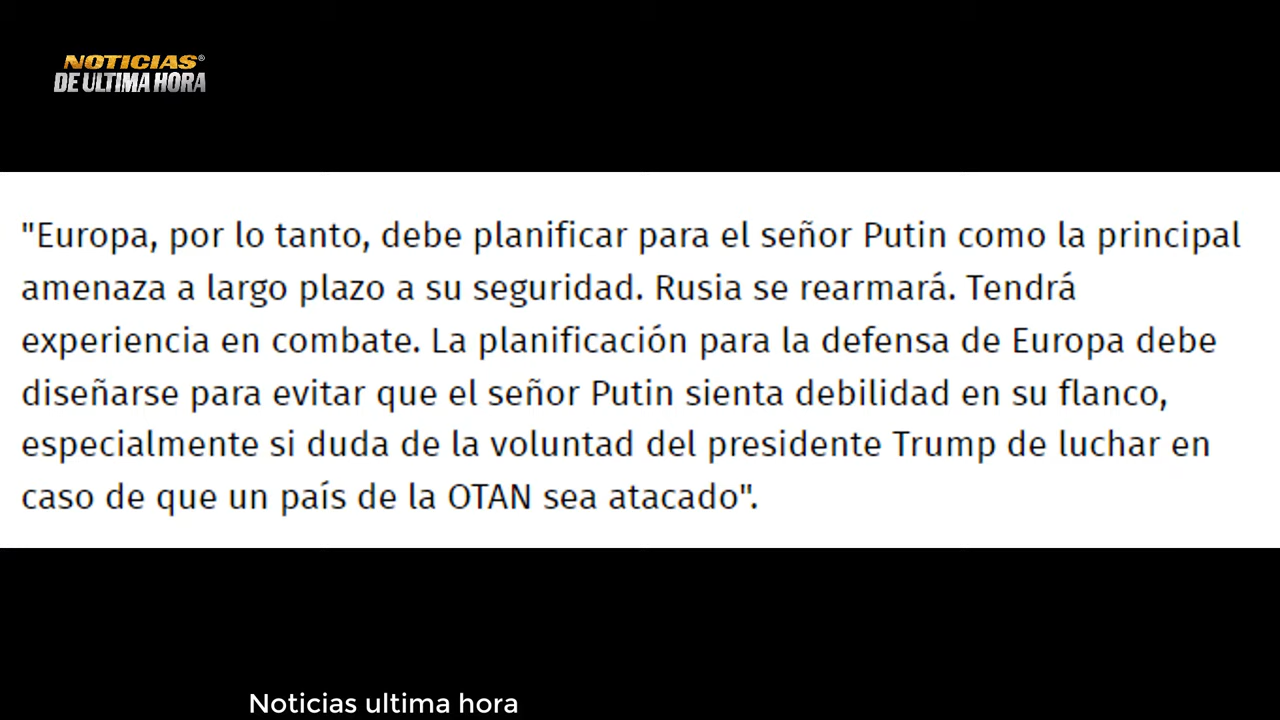 NOTICIAS®
DE ULTIMA HORA
"Europa, por lo tanto, debe planificar para el señor Putin como la principal
amenaza a largo plazo a su seguridad. Rusia se rearmará. Tendrá
experiencia en combate. La planificación para la defensa de Europa debe
diseñarse para evitar que el señor Putin sienta debilidad en su flanco,
especialmente si duda de la voluntad del presidente Trump de luchar en
caso de que un país de la OTAN sea atacado".
Noticias ultima hora